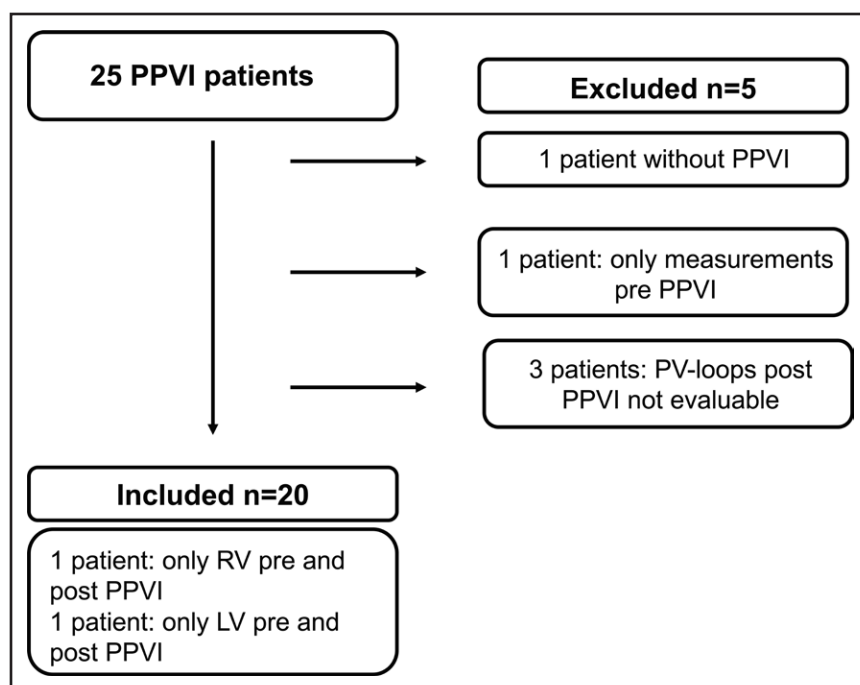 25 PPVI patients
Excluded n=5
1 patient without PPVI
1 patient: only measurements
pre PPVI
3 patients: PV-loops post
PPVI not evaluable
Included n=20
1 patient: only RV pre and
post PPVI
1 patient: only LV pre and
post PPVI